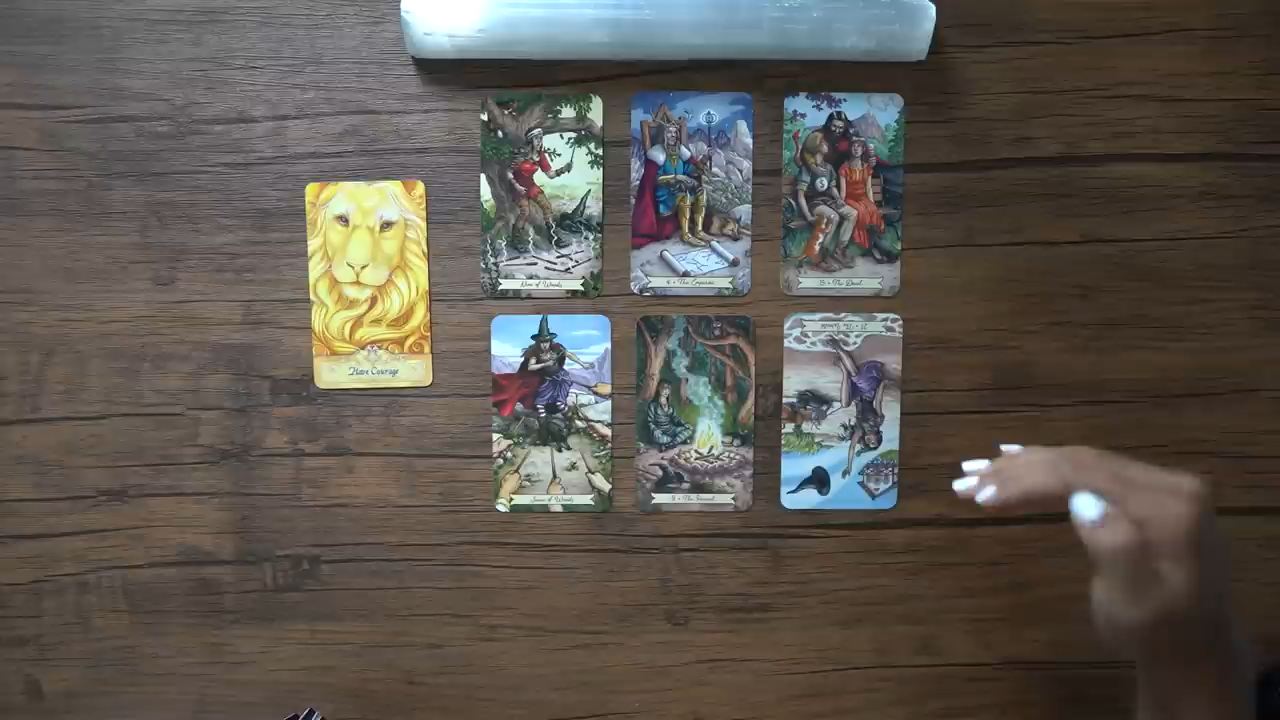 Have Courage
Nine of Wands
4 • The Emperor
15 • The Devil
Seven of Wands
9 • The Hermit